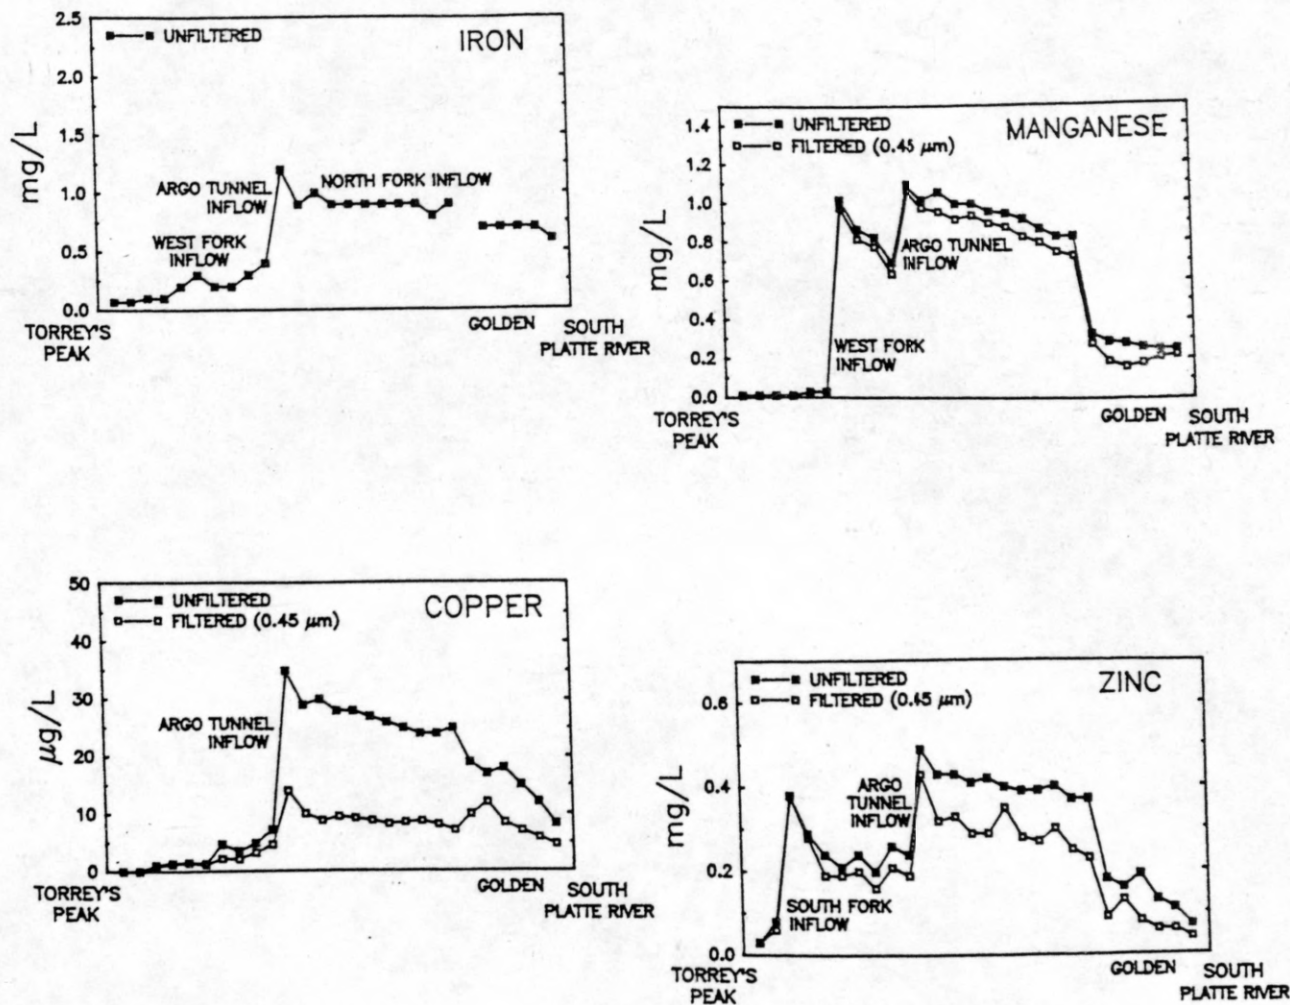 IRON
UNFILTERED
2.5
2.0
1.5
1.0
0.5
0.0
mg/L
ARGO TUNNEL
INFLOW
NORTH FORK INFLOW
WEST FORK
INFLOW
TORREY'S
PEAK
GOLDEN
SOUTH
PLATTE RIVER
MANGANESE
UNFILTERED
FILTERED (0.45 μm)
1.4
1.2
1.0
0.8
0.6
0.4
0.2
0.0
mg/L
ARGO TUNNEL
INFLOW
WEST FORK
INFLOW
TORREY'S
PEAK
GOLDEN
SOUTH
PLATTE RIVER
COPPER
UNFILTERED
FILTERED (0.45 μm)
50
40
30
20
10
0
μg/L
ARGO TUNNEL
INFLOW
TORREY'S
PEAK
GOLDEN
SOUTH
PLATTE RIVER
ZINC
UNFILTERED
FILTERED (0.45 μm)
0.6
0.4
0.2
0.0
mg/L
ARGO
TUNNEL
INFLOW
SOUTH FORK
INFLOW
TORREY'S
PEAK
GOLDEN
SOUTH
PLATTE RIVER